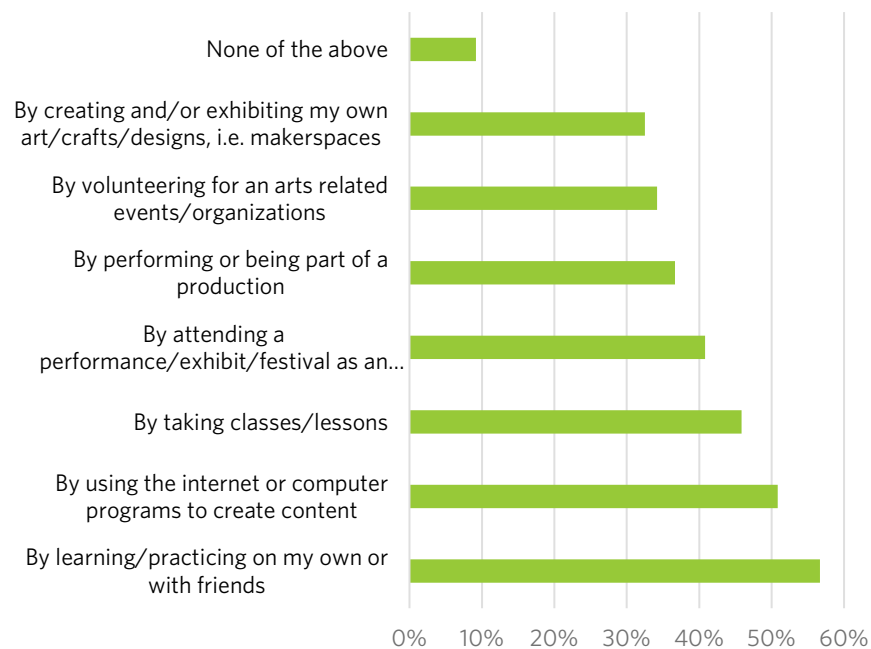 None of the above
By creating and/or exhibiting my own
art/crafts/designs, i.e. makerspaces
By volunteering for an arts related
events/organizations
By performing or being part of a
production
By attending a
performance/exhibit/festival as an...
By taking classes/lessons
By using the internet or computer
programs to create content
By learning/practicing on my own or
with friends
0% 10% 20% 30% 40% 50% 60%